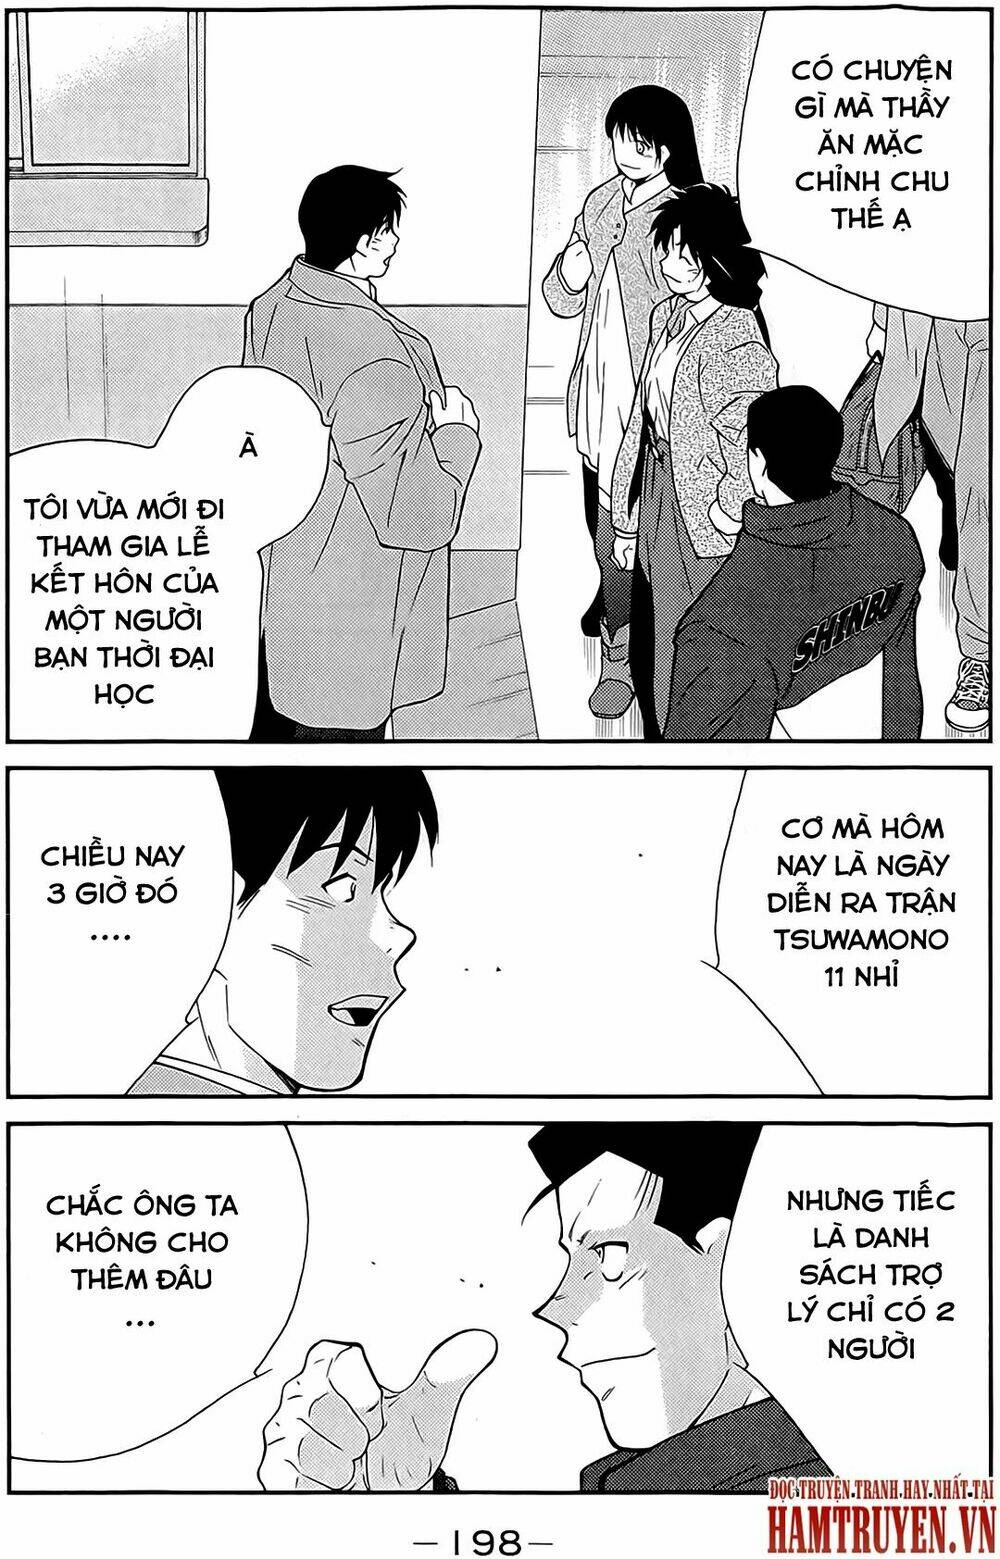 CÓ CHUYỆN
GÌ MÀ THẦY
ĂN MẶC
CHỈNH CHU
THẾ Ạ
À
TÔI VỪA MỚI ĐI
THAM GIA LỄ
KẾT HÔN CỦA
MỘT NGƯỜI
BẠN THỜI ĐẠI
HỌC
CƠ MÀ HÔM
NAY LÀ NGÀY
DIỄN RA TRẬN
TSUWAMONO
11 NHỈ
CHIỀU NAY
3 GIỜ ĐÓ
....
NHƯNG TIẾC
LÀ DANH
SÁCH TRỢ
LÝ CHỈ CÓ 2
NGƯỜI
CHẮC ÔNG TA
KHÔNG CHO
THÊM ĐÂU
...
ĐỌC TRUYỆN TRANH HAY NHẤT TẠI
HAMTRUYEN.VN
—198—